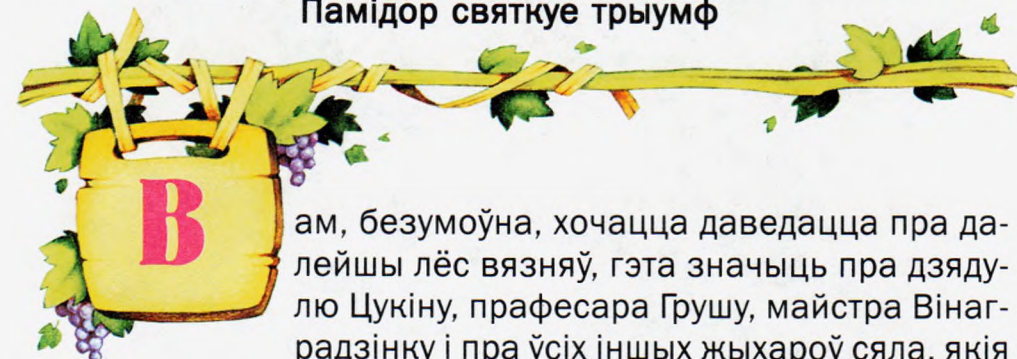 Памідор святкуе трыумф
Вам, безумоўна, хочацца даведацца пра да-
лейшы лёс вязняў, гэта значыць пра дзяду-
лю Цукіну, прафесара Грушу, майстра Вінаг-
радзінку і пра ўсіх іншых жыхароў сяла, якія